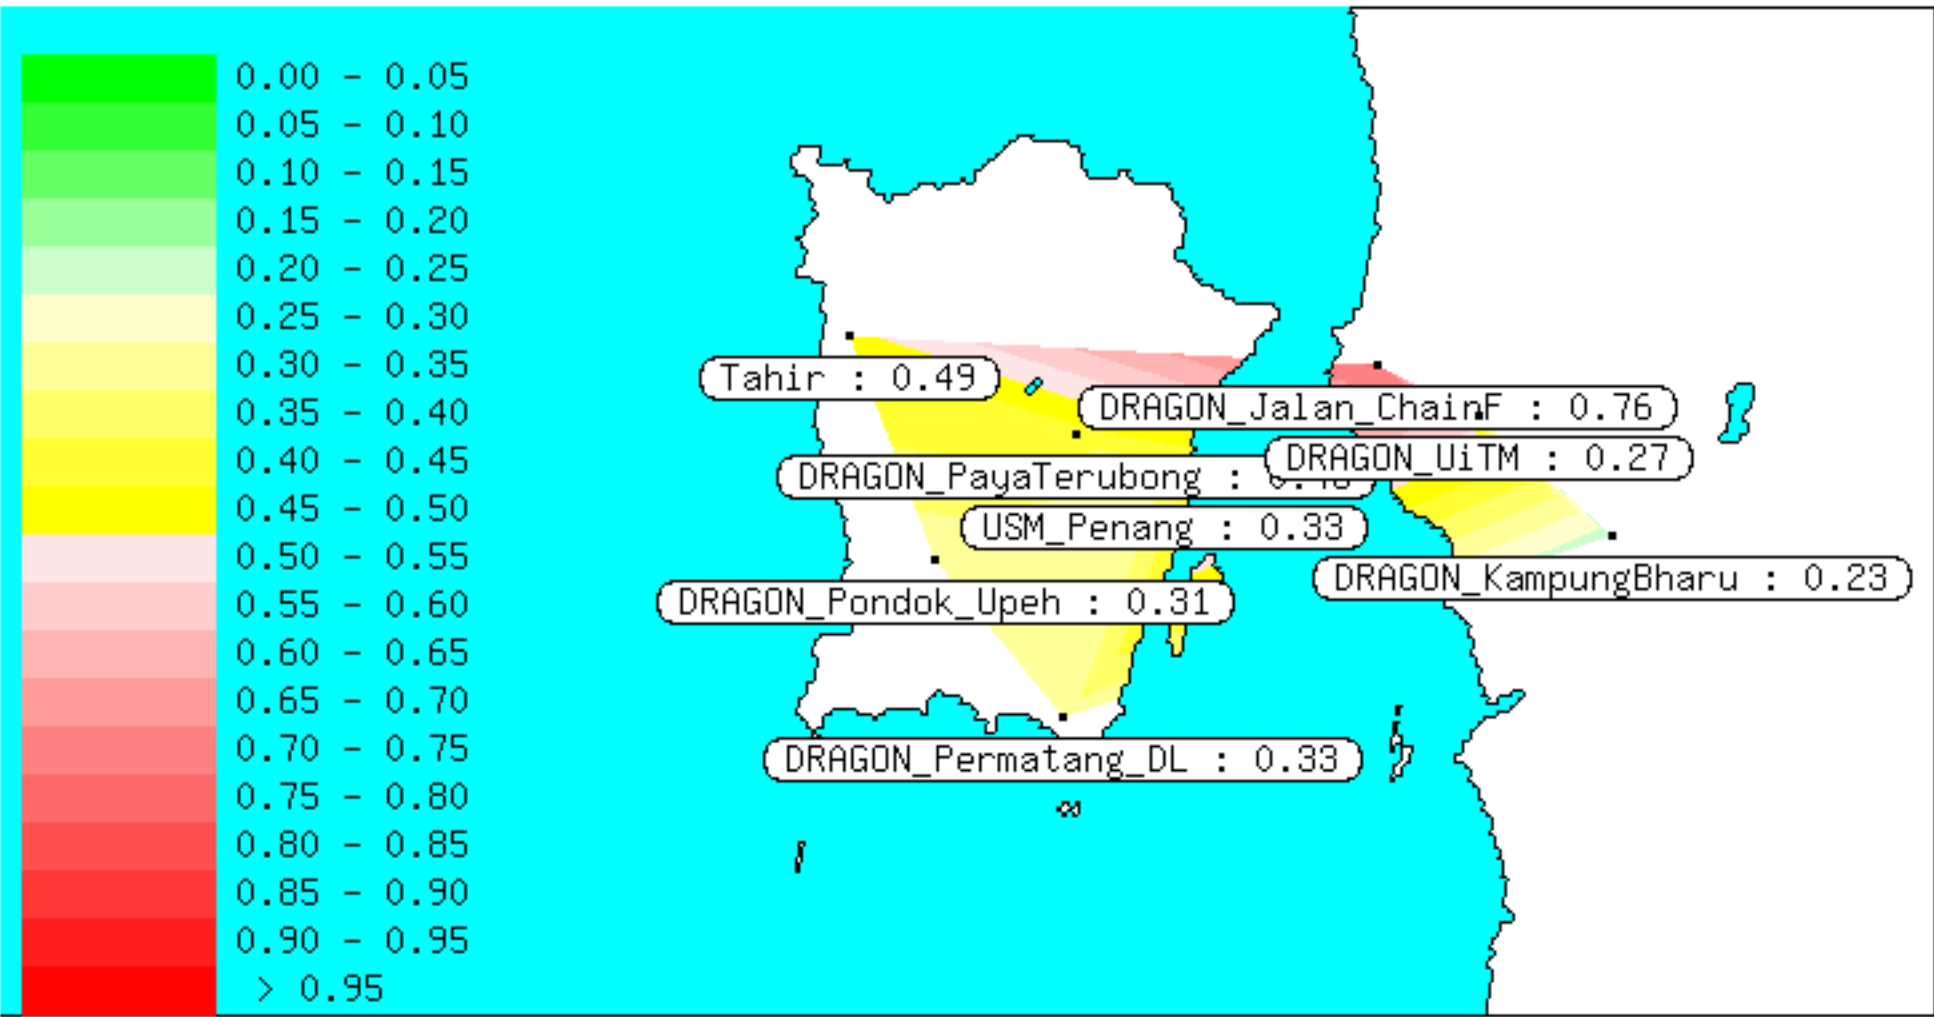 0.00 - 0.05
0.05 - 0.10
0.10 - 0.15
0.15 - 0.20
0.20 - 0.25
0.25 - 0.30
0.30 - 0.35
0.35 - 0.40
0.40 - 0.45
0.45 - 0.50
0.50 - 0.55
0.55 - 0.60
0.60 - 0.65
0.65 - 0.70
0.70 - 0.75
0.75 - 0.80
0.80 - 0.85
0.85 - 0.90
0.90 - 0.95
> 0.95
Tahir : 0.49
DRAGON_Jalan_ChainF : 0.76
DRAGON_UiTM : 0.27
DRAGON_PayaTerubong :
USM_Penang : 0.33
DRAGON_KampungBharu : 0.23
DRAGON_Pondok_Upeh : 0.31
DRAGON_Permatang_DL : 0.33